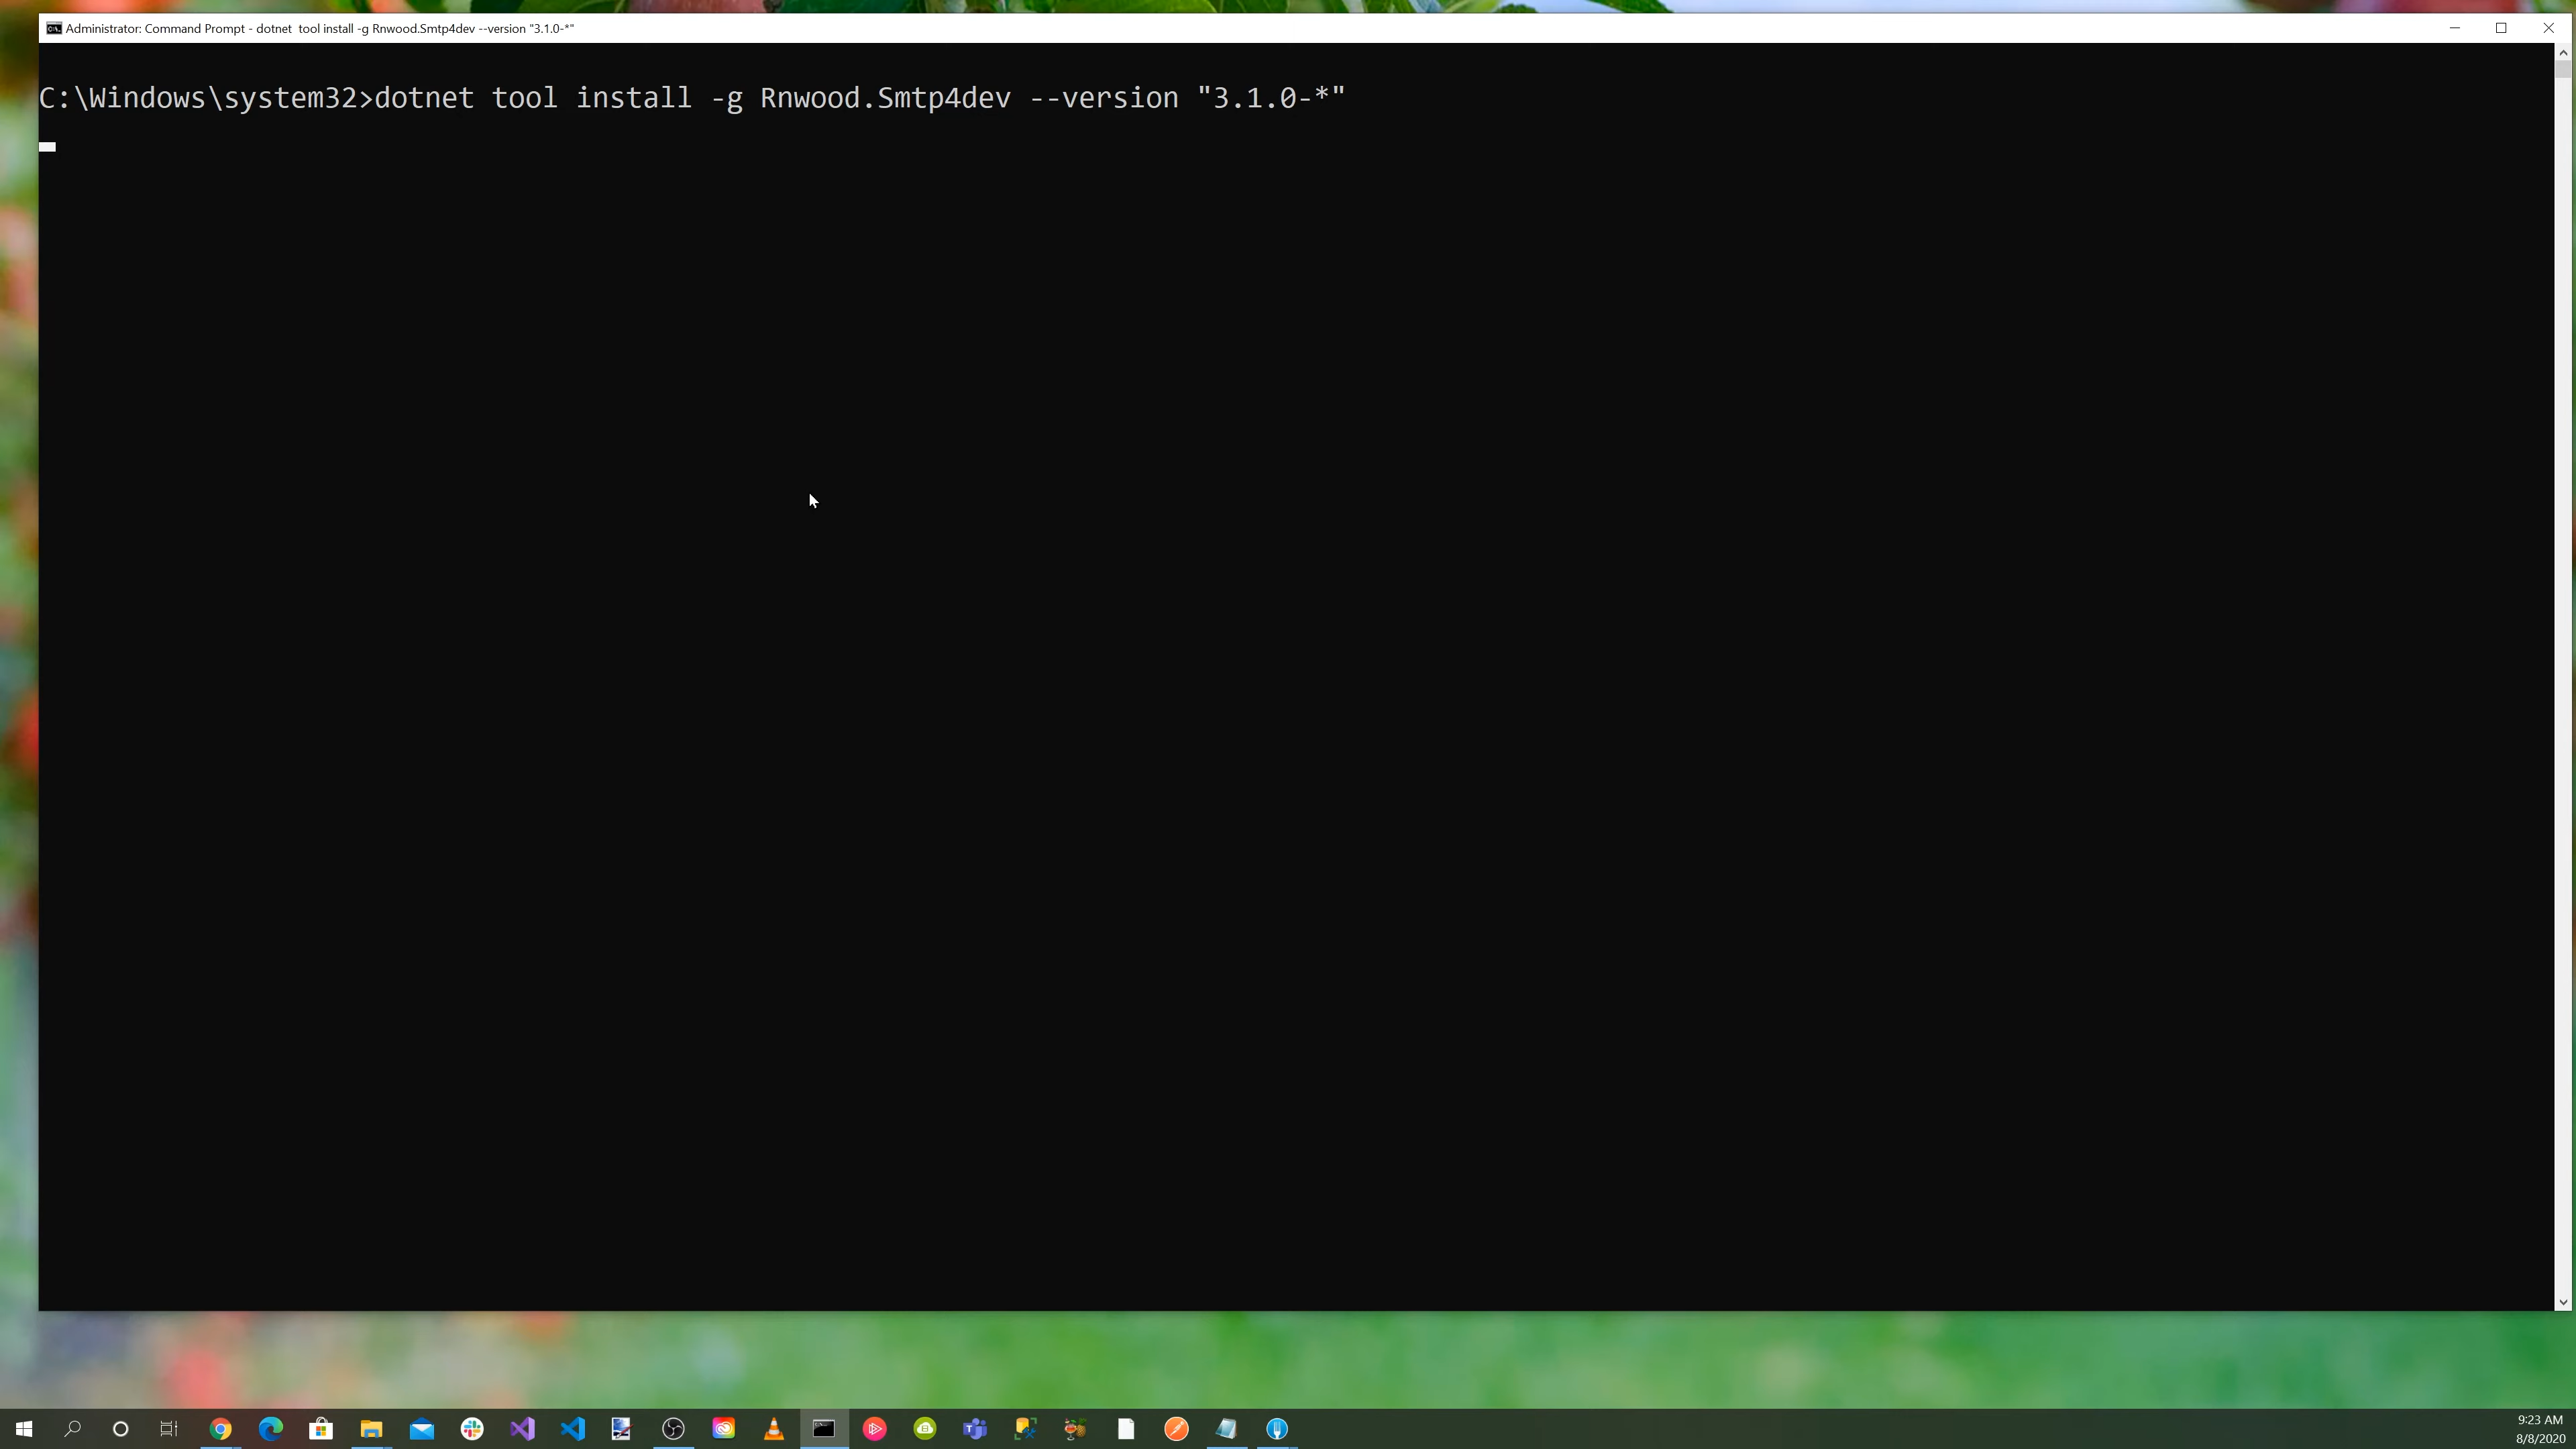 Administrator: Command Prompt - dotnet  tool install -g Rnwood.Smtp4dev --version "3.1.0-*"
C:\Windows\system32>dotnet tool install -g Rnwood.Smtp4dev --version "3.1.0-*"
9:23 AM
8/8/2020